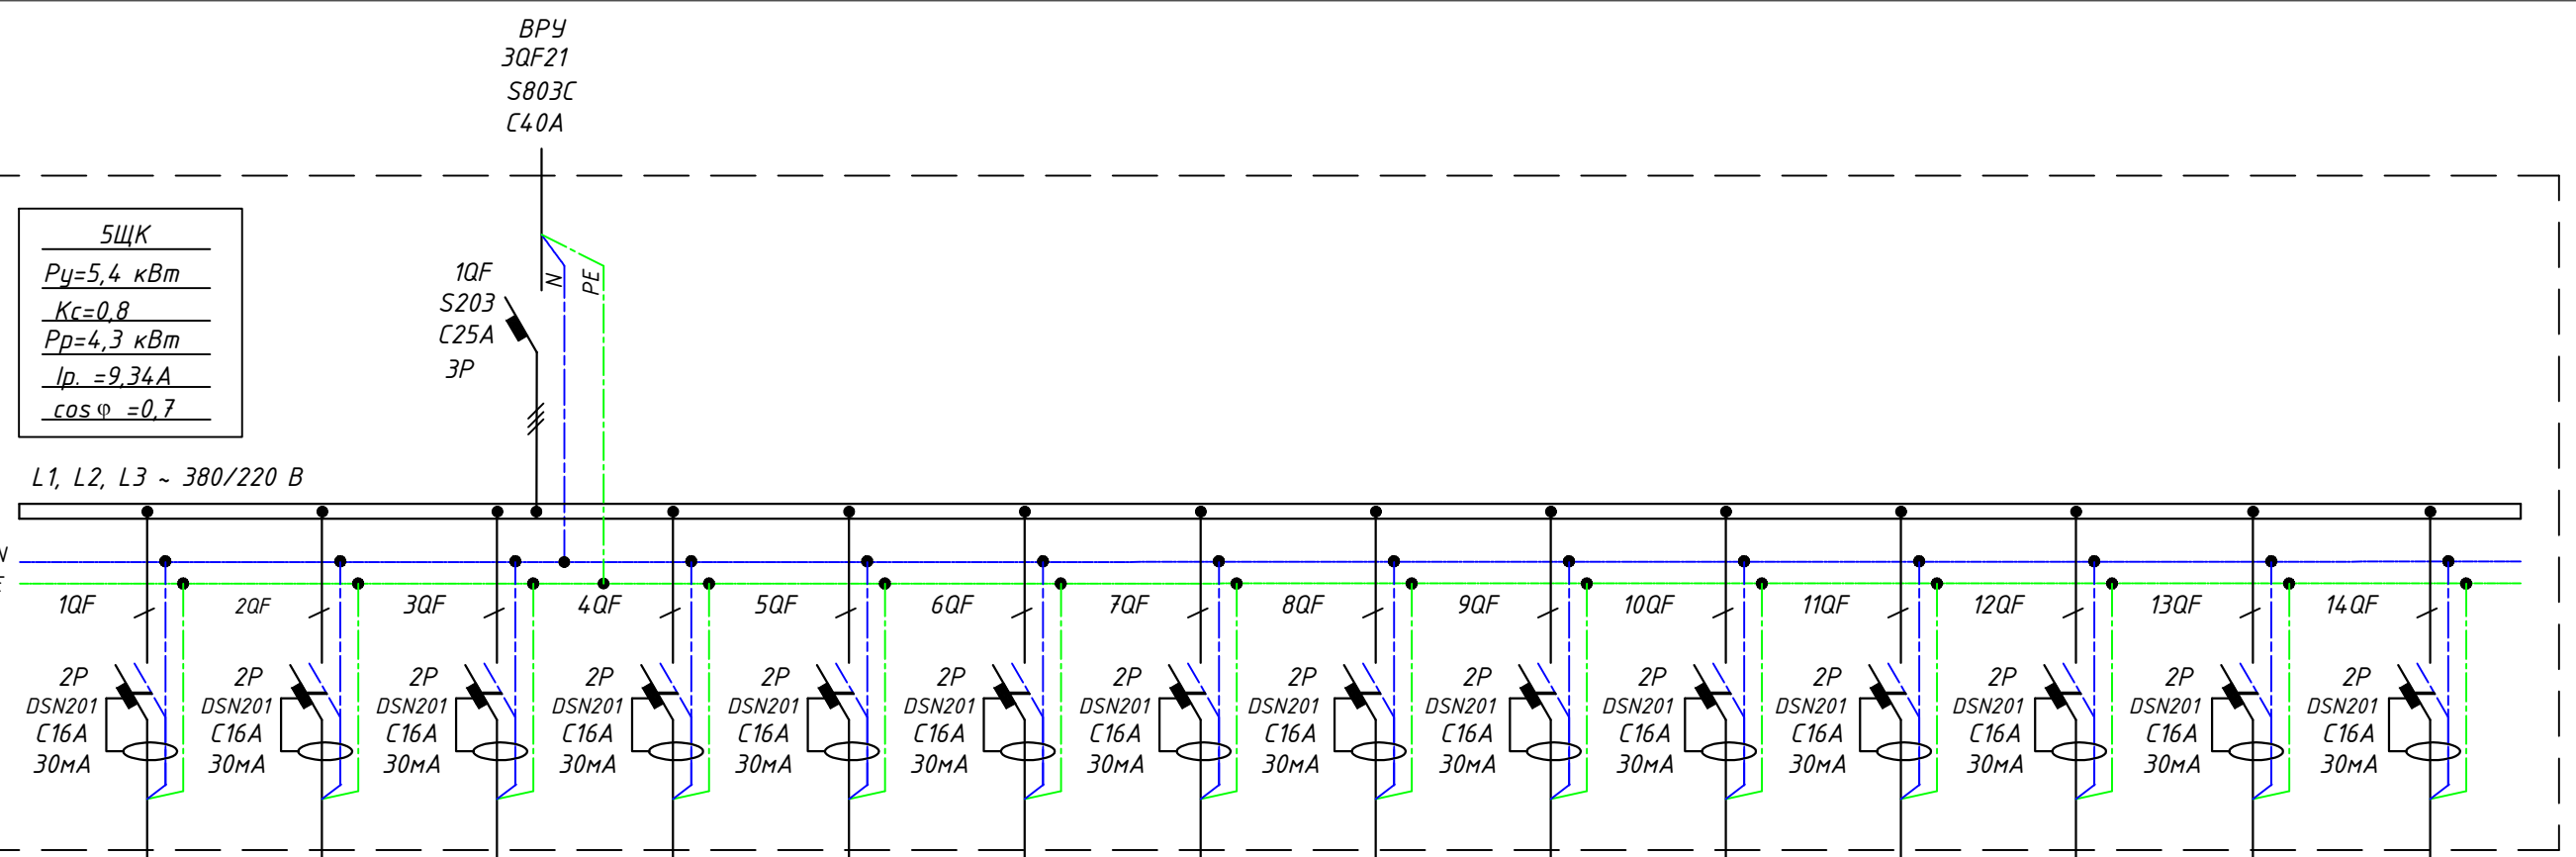 ВРУ
3QF21
S803C
C40A
5ЩК
Ру=5,4 кВт
Кс=0,8
Рр=4,3 кВт
Iр. =9,34А
cos φ =0,7
1QF
S203
C25A
3P
N
PE
L1, L2, L3 ~ 380/220 В
N
1QF
2QF
3QF
4QF
5QF
6QF
7QF
8QF
9QF
10QF
11QF
12QF
13QF
14QF
2P
DSN201
C16A
30мА
2P
DSN201
C16A
30мА
2P
DSN201
C16A
30мА
2P
DSN201
C16A
30мА
2P
DSN201
C16A
30мА
2P
DSN201
C16A
30мА
2P
DSN201
C16A
30мА
2P
DSN201
C16A
30мА
2P
DSN201
C16A
30мА
2P
DSN201
C16A
30мА
2P
DSN201
C16A
30мА
2P
DSN201
C16A
30мА
2P
DSN201
C16A
30мА
2P
DSN201
C16A
30мА